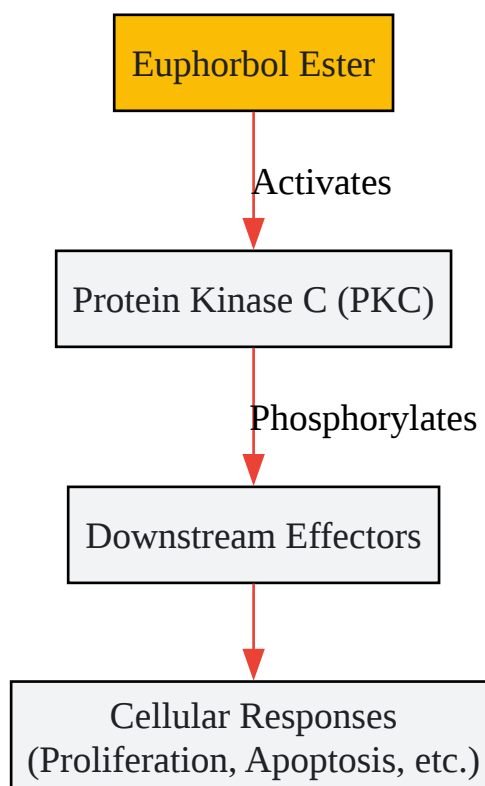 Euphorbol Ester
Activates
Protein Kinase C (PKC)
Phosphorylates
Downstream Effectors
Cellular Responses
(Proliferation, Apoptosis, etc.)